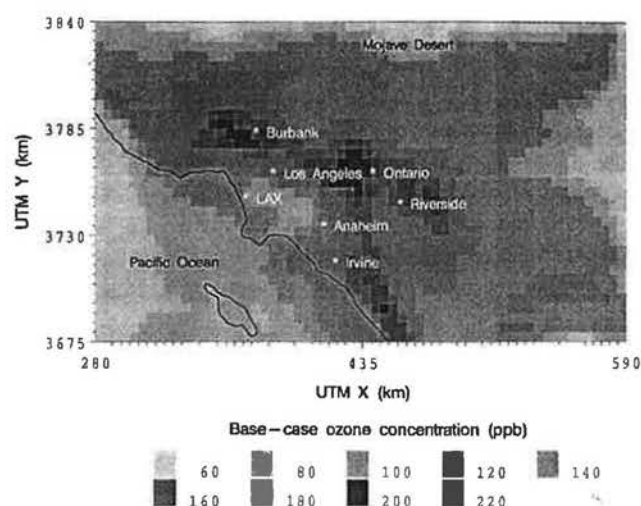 3840
Mojave Desert
3785
Burbank
Los Angeles
Ontario
LAX
Riverside
UTM Y (km)
3730
Anaheim
Pacific Ocean
Irvine
3675
280
435
590
UTM X (km)
Base-case ozone concentration (ppb)
60 80 100 120 140
160 180 200 220